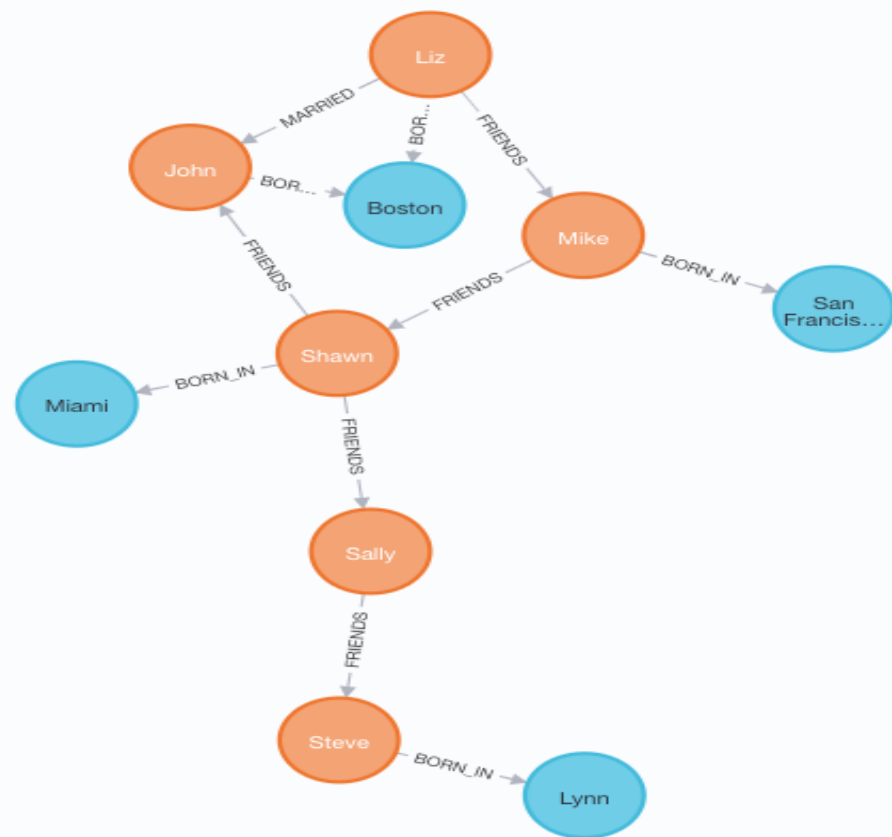 Liz
MARRIED
BOR...
FRIENDS
John
BOR...
Boston
Mike
FRIENDS
FRIENDS
BORN_IN
San
Francis...
Shawn
BORN_IN
Miami
FRIENDS
Sally
FRIENDS
Steve
BORN_IN
Lynn